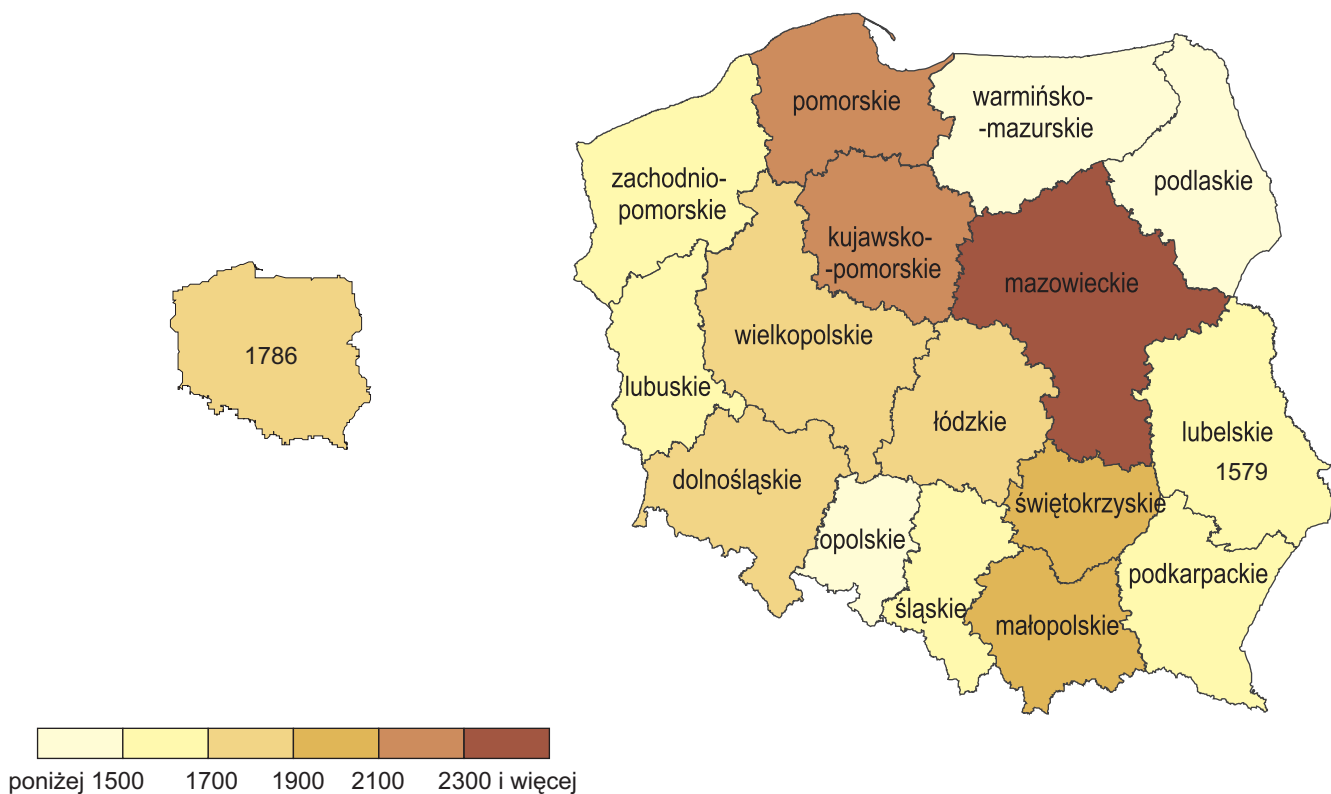 pomorskie
warmińsko-
-mazurskie
podlaskie
zachodnio-
pomorskie
kujawsko-
-pomorskie
mazowieckie
wielkopolskie
1786
lubuskie
łódzkie
lubelskie
1579
dolnośląskie
świętokrzyskie
opolskie
podkarpackie
śląskie
małopolskie
poniżej 1500 1700 1900 2100 2300 i więcej